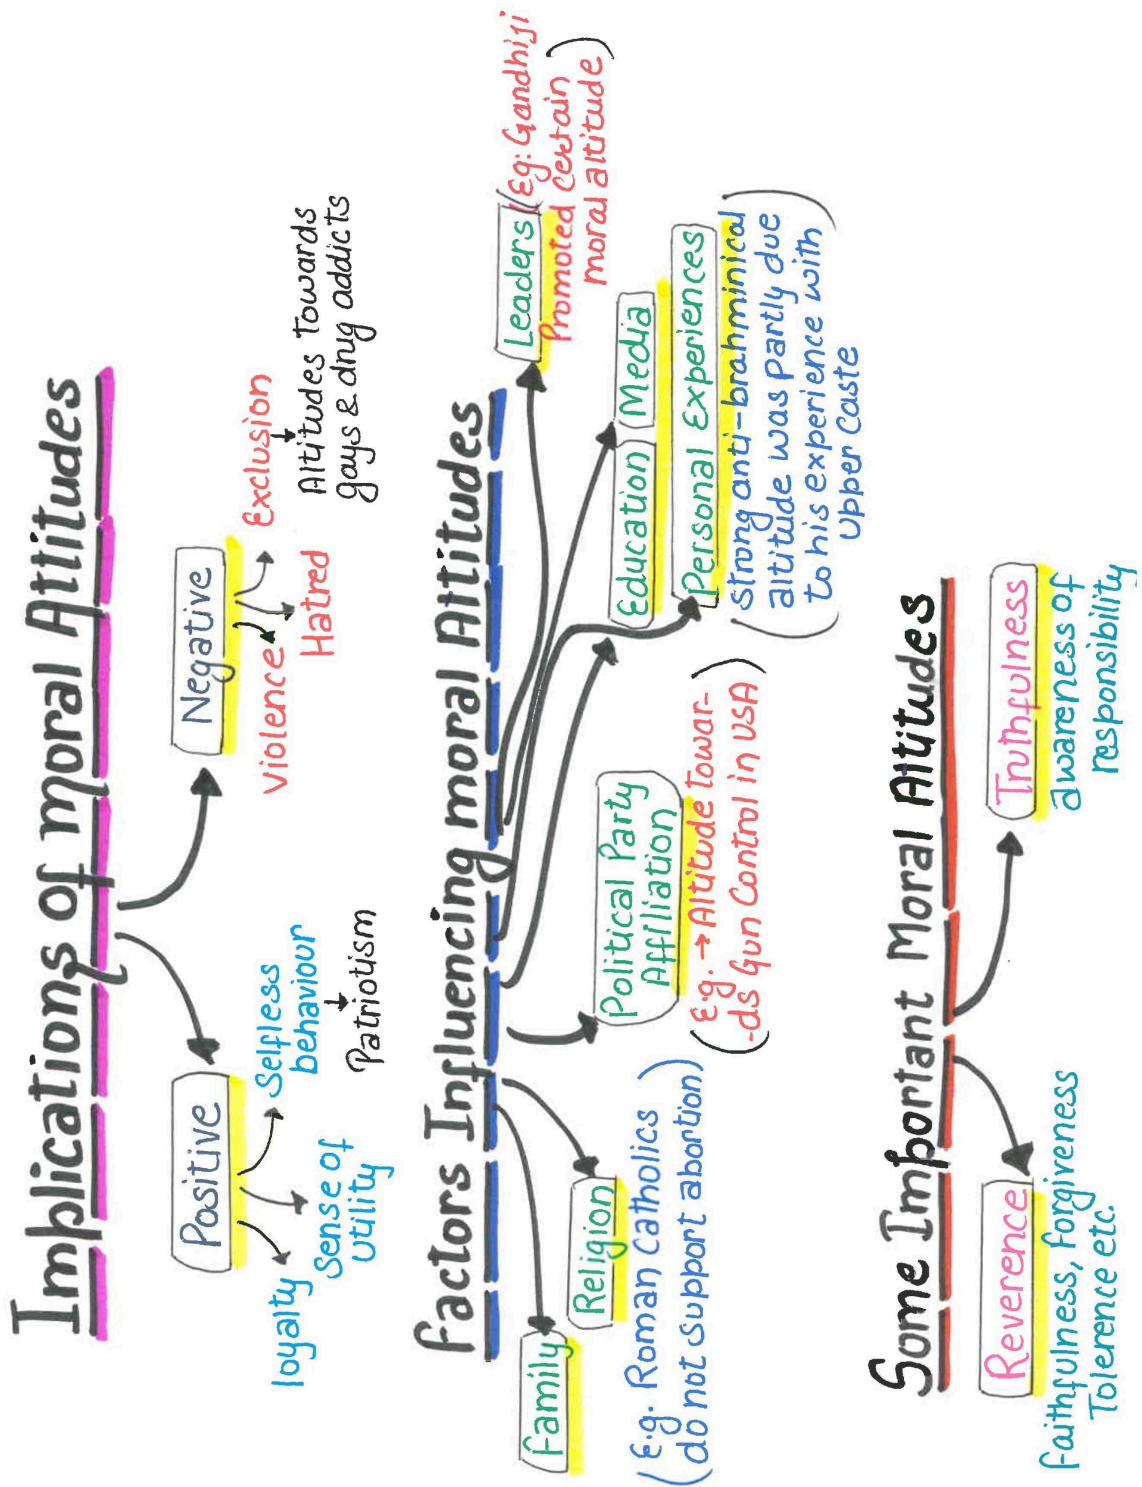 Implications of moral Attitudes
Positive
loyalty
Sense of
utility
Selfless
behaviour
Patriotism
Negative
Violence
Hatred
Exclusion
Attitudes Towards
gays & drug addicts
Factors Influencing moral Attitudes
Family
Religion
(E.g. Roman Catholics
do not support abortion)
Political Party
Affiliation
(E.g. → Attitude towar-
-ds Gun Control in USA)
Education
Media
Personal Experiences
(strong anti-brahminical
attitude was partly due
to his experience with
Upper Caste)
Leaders
(Eg: Gandhiji
Promoted certain
moral attitude)
Some Important Moral Attitudes
Reverence
Faithfulness, Forgiveness
Tolerence etc.
Truthfulness
awareness of
responsibility